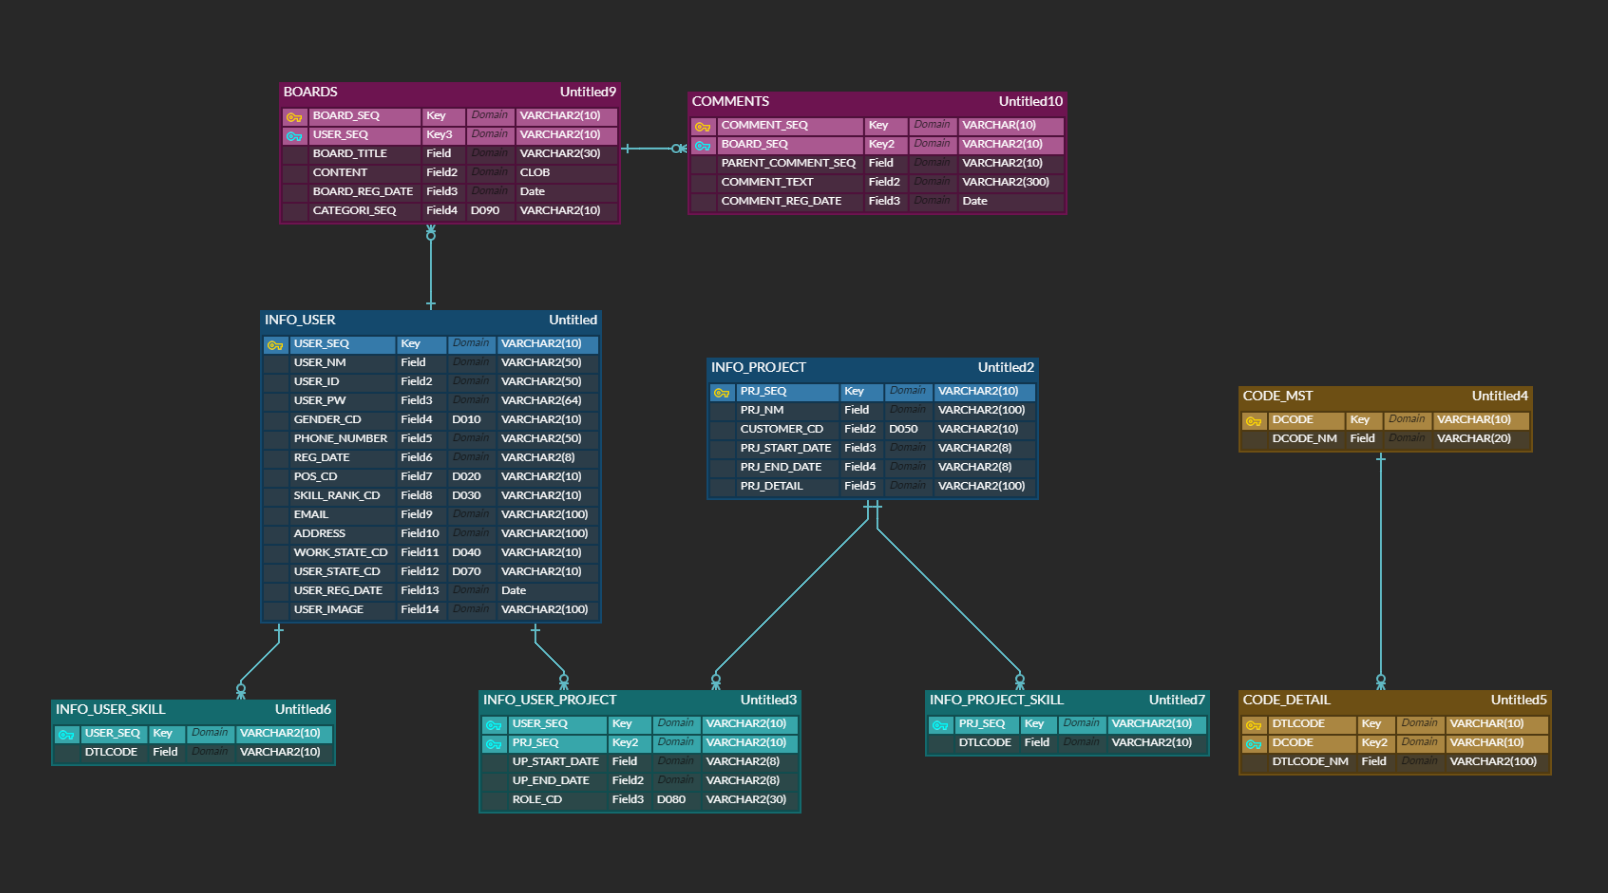 BOARDS Untitled9
BOARD_SEQ Key Domain VARCHAR2(10)
USER_SEQ Key3 Domain VARCHAR2(10)
BOARD_TITLE Field Domain VARCHAR2(30)
CONTENT Field2 Domain CLOB
BOARD_REG_DATE Field3 Domain Date
CATEGORI_SEQ Field4 D090 VARCHAR2(10)
COMMENTS Untitled10
COMMENT_SEQ Key Domain VARCHAR(10)
BOARD_SEQ Key2 Domain VARCHAR2(10)
PARENT_COMMENT_SEQ Field Domain VARCHAR2(10)
COMMENT_TEXT Field2 Domain VARCHAR2(300)
COMMENT_REG_DATE Field3 Domain Date
INFO_USER Untitled
USER_SEQ Key Domain VARCHAR2(10)
USER_NM Field Domain VARCHAR2(50)
USER_ID Field2 Domain VARCHAR2(50)
USER_PW Field3 Domain VARCHAR2(64)
GENDER_CD Field4 D010 VARCHAR2(10)
PHONE_NUMBER Field5 Domain VARCHAR2(50)
REG_DATE Field6 Domain VARCHAR2(8)
POS_CD Field7 D020 VARCHAR2(10)
SKILL_RANK_CD Field8 D030 VARCHAR2(10)
EMAIL Field9 Domain VARCHAR2(100)
ADDRESS Field10 Domain VARCHAR2(100)
WORK_STATE_CD Field11 D040 VARCHAR2(10)
USER_STATE_CD Field12 D070 VARCHAR2(10)
USER_REG_DATE Field13 Domain Date
USER_IMAGE Field14 Domain VARCHAR2(100)
INFO_PROJECT Untitled2
PRJ_SEQ Key Domain VARCHAR2(10)
PRJ_NM Field Domain VARCHAR2(100)
CUSTOMER_CD Field2 D050 VARCHAR2(10)
PRJ_START_DATE Field3 Domain VARCHAR2(8)
PRJ_END_DATE Field4 Domain VARCHAR2(8)
PRJ_DETAIL Field5 Domain VARCHAR2(100)
CODE_MST Untitled4
DCODE Key Domain VARCHAR(10)
DCODE_NM Field Domain VARCHAR(20)
INFO_USER_SKILL Untitled6
USER_SEQ Key Domain VARCHAR2(10)
DTLCODE Field Domain VARCHAR2(10)
INFO_USER_PROJECT Untitled3
USER_SEQ Key Domain VARCHAR2(10)
PRJ_SEQ Key2 Domain VARCHAR2(10)
UP_START_DATE Field Domain VARCHAR2(8)
UP_END_DATE Field2 Domain VARCHAR2(8)
ROLE_CD Field3 D080 VARCHAR2(30)
INFO_PROJECT_SKILL Untitled7
PRJ_SEQ Key Domain VARCHAR2(10)
DTLCODE Field Domain VARCHAR2(10)
CODE_DETAIL Untitled5
DTLCODE Key Domain VARCHAR(10)
DCODE Key2 Domain VARCHAR(10)
DTLCODE_NM Field Domain VARCHAR2(100)